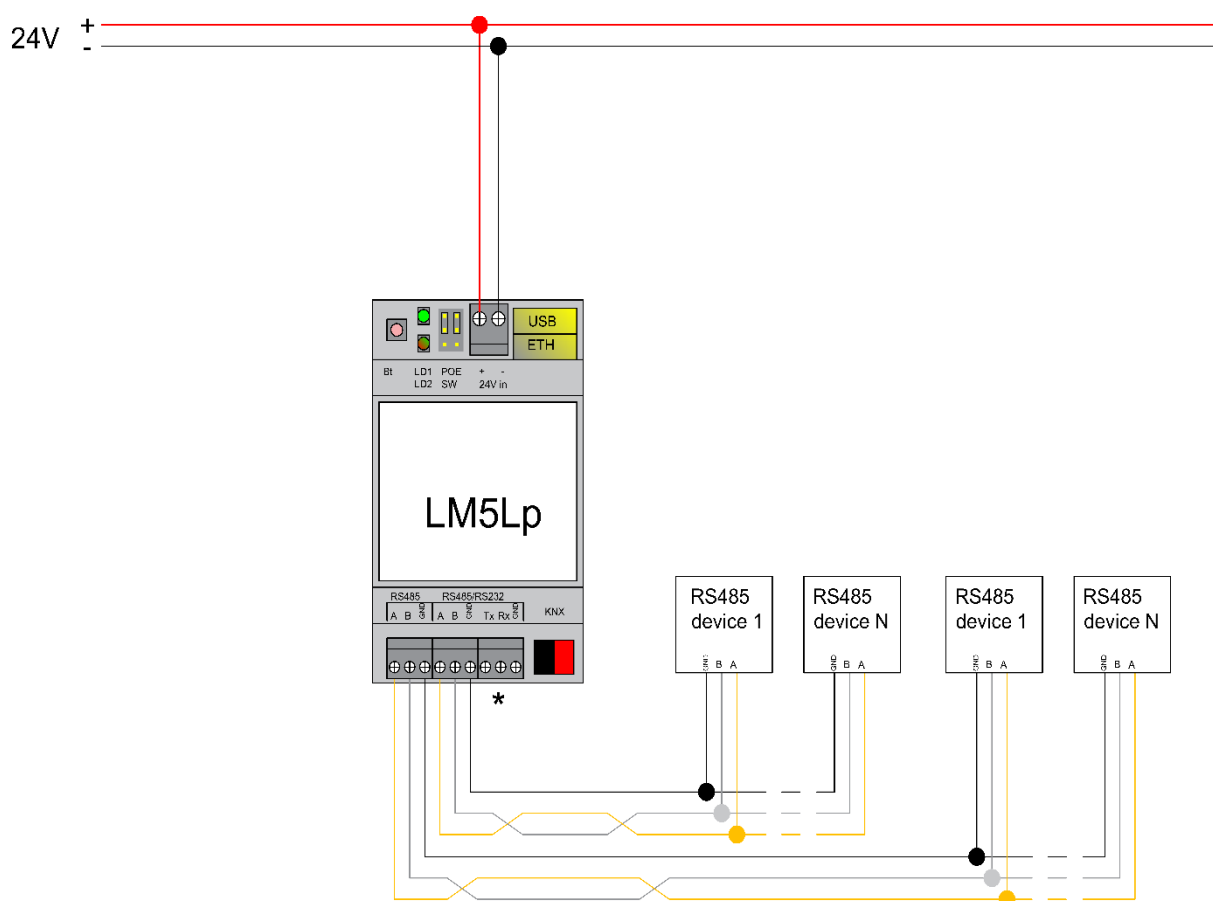 24V
+
-
USB
ETH
Bt LD1 POE + -
LD2 SW 24V in
LM5Lp
RS485 RS485/RS232
A B GND A B GND Tx Rx GND KNX
*
RS485
device 1
GND B A
RS485
device N
GND B A
RS485
device 1
GND B A
RS485
device N
GND B A